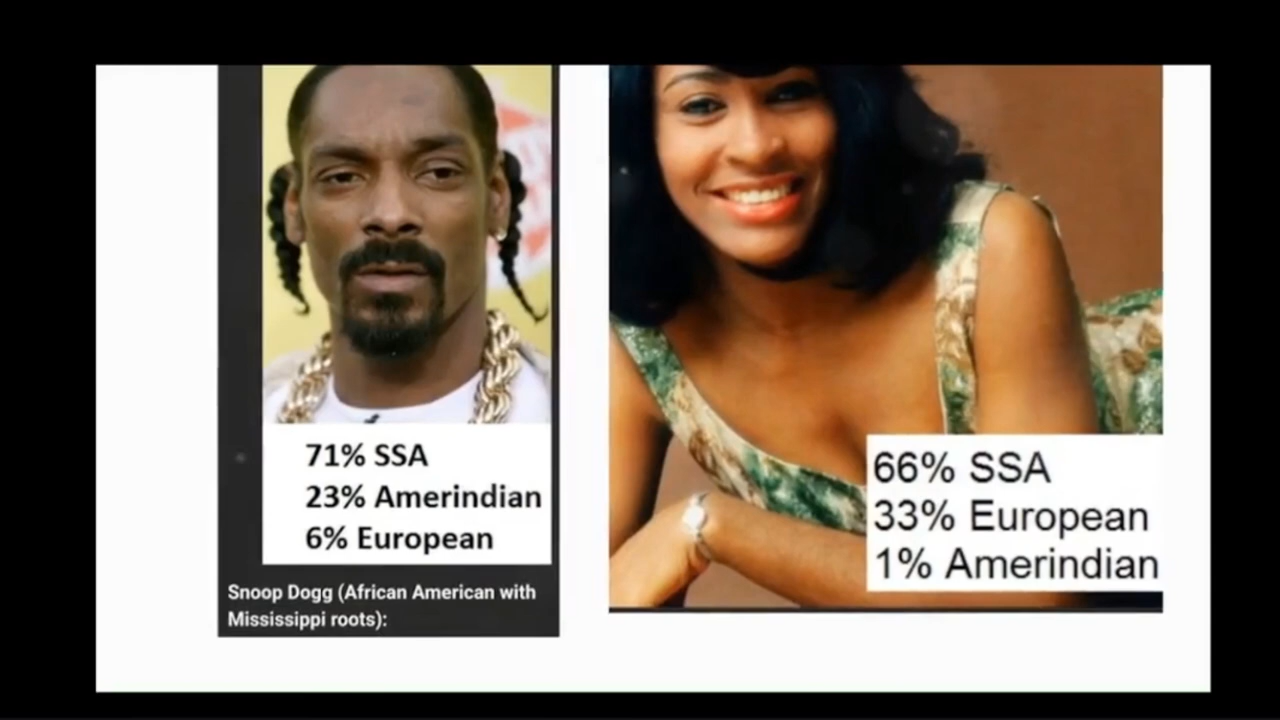 71% SSA
23% Amerindian
6% European
Snoop Dogg (African American with
Mississippi roots):
66% SSA
33% European
1% Amerindian